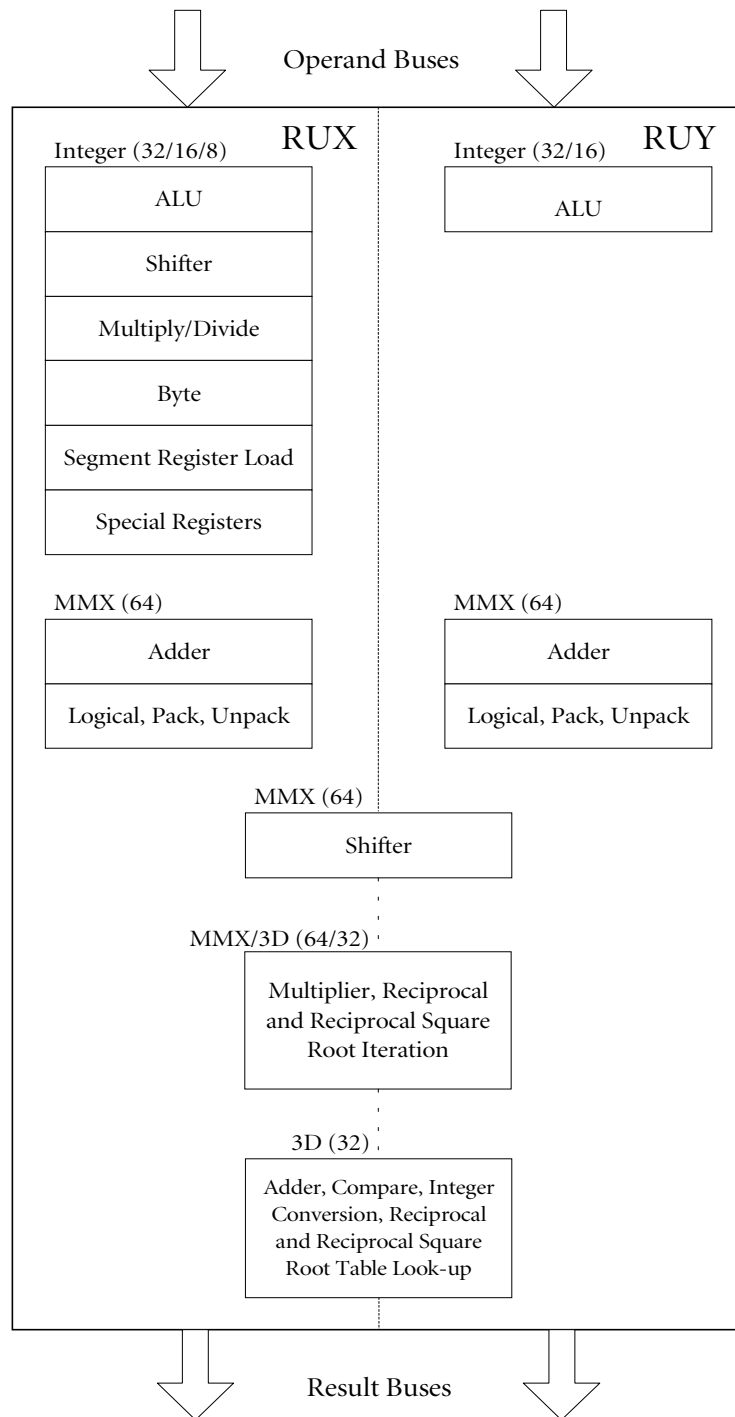 Operand Buses
RUX
RUY
Integer (32/16/8)
Integer (32/16)
ALU
ALU
Shifter
Multiply/Divide
Byte
Segment Register Load
Special Registers
MMX (64)
MMX (64)
Adder
Adder
Logical, Pack, Unpack
Logical, Pack, Unpack
MMX (64)
Shifter
MMX/3D (64/32)
Multiplier, Reciprocal
and Reciprocal Square
Root Iteration
3D (32)
Adder, Compare, Integer
Conversion, Reciprocal
and Reciprocal Square
Root Table Look-up
Result Buses